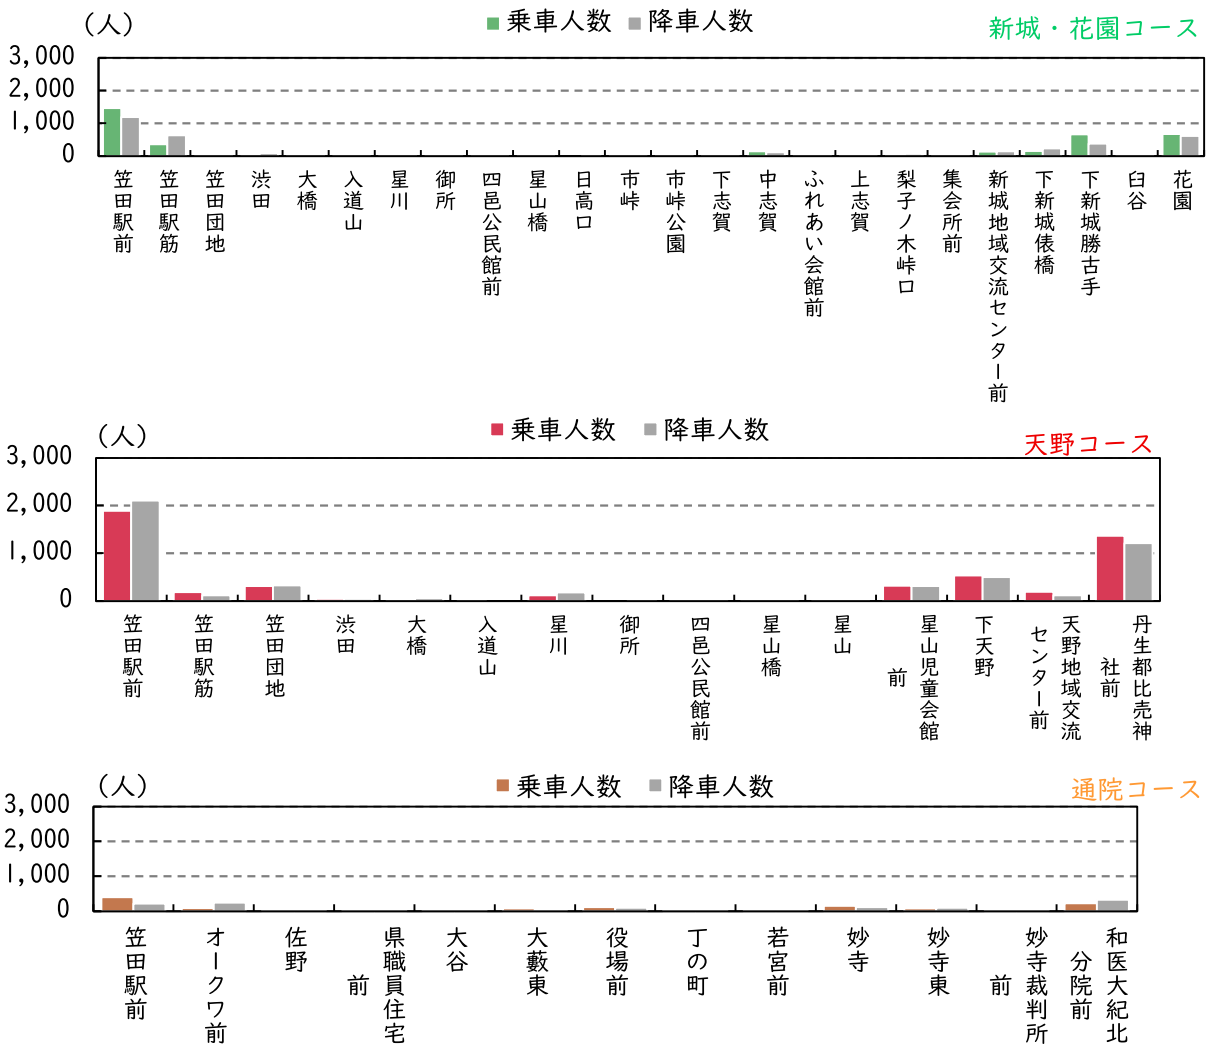 (人)
乗車人数 降車人数
新城・花園コース
3,000
2,000
1,000
0
笠田駅前
笠田駅筋
笠田団地
渋田
大橋
入道山
星川
御所
四邑公民館前
星山橋
日高口
市峠
市峠公園
下志賀
中志賀
ふれあい会館前
上志賀
梨子ノ木峠口
集会所前
新城地域交流センター前
下新城俵橋
下新城勝古手
臼谷
花園
(人)
乗車人数 降車人数
天野コース
3,000
2,000
1,000
0
笠田駅前
笠田駅筋
笠田団地
渋田
大橋
入道山
星川
御所
四邑公民館前
星山橋
星山
星山児童会館
前
下天野
天野地域交流
センター前
丹生都比売神
社前
(人)
乗車人数 降車人数
通院コース
3,000
2,000
1,000
0
笠田駅前
オークワ前
佐野
県職員住宅
前
大谷
大藪東
役場前
丁の町
若宮前
妙寺
妙寺東
妙寺裁判所
前
和医大紀北
分院前